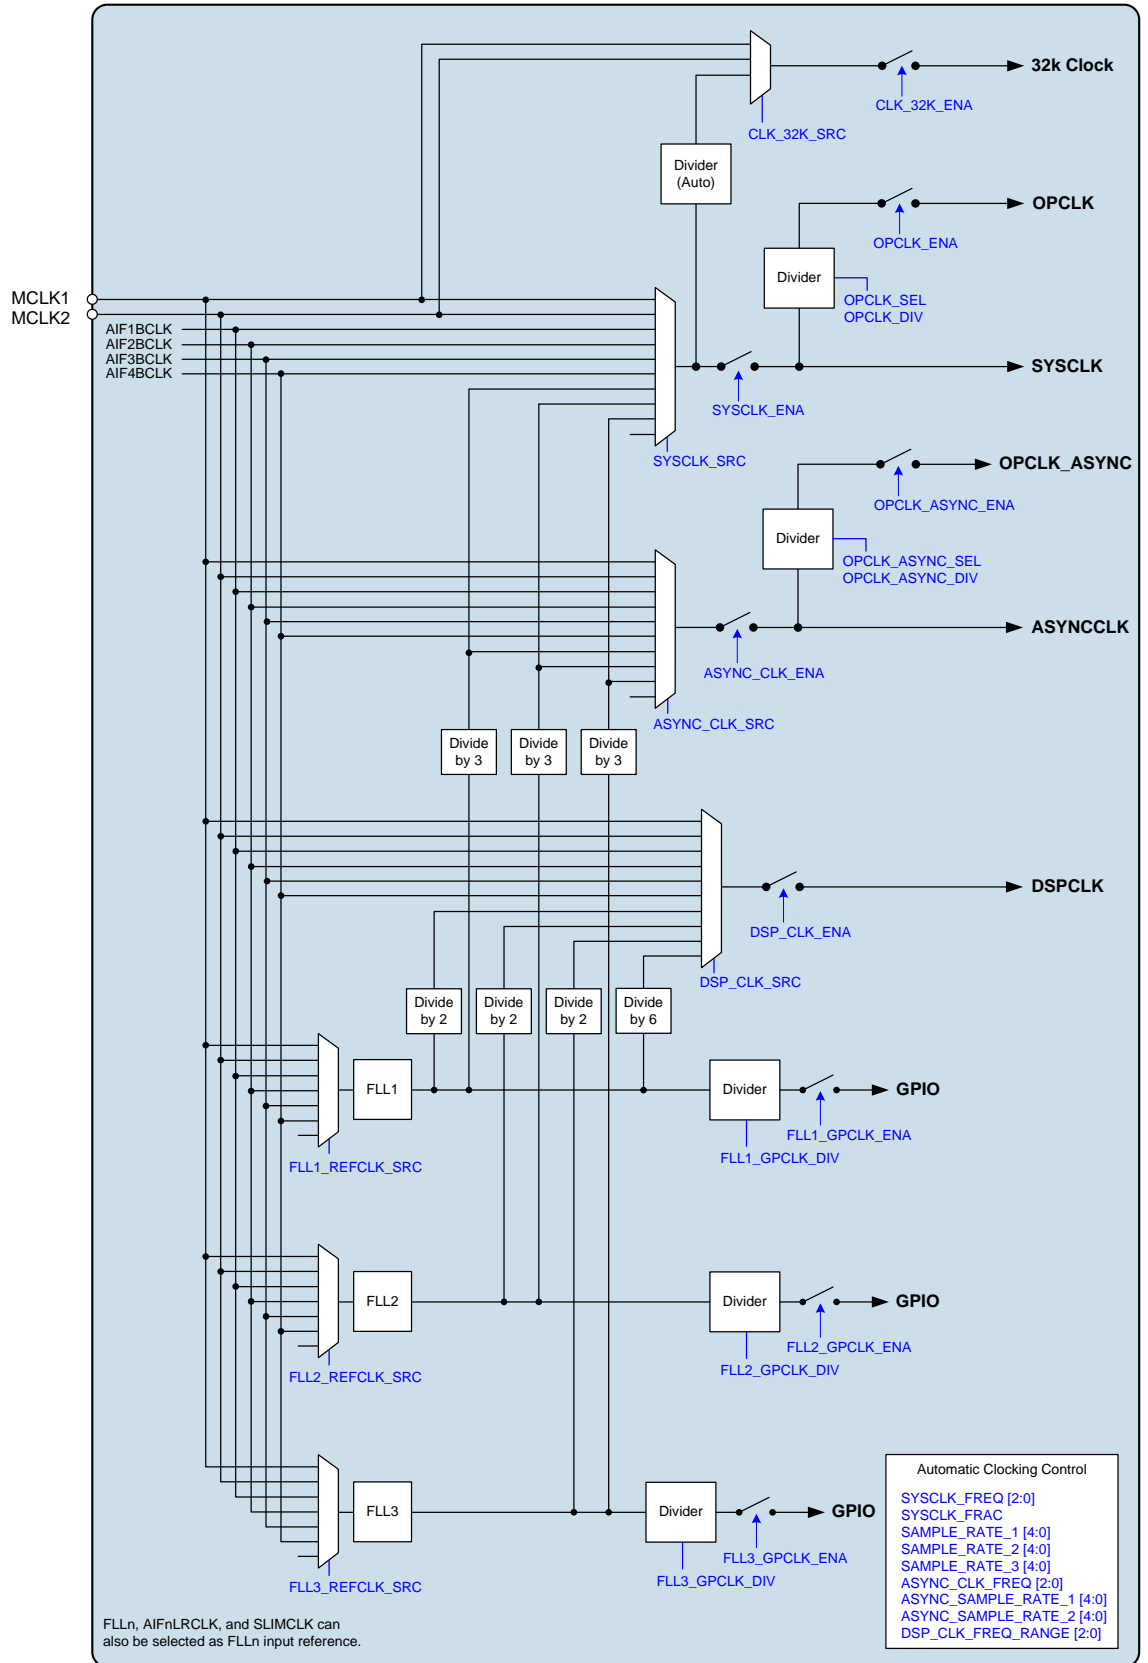 32k Clock
CLK_32K_ENA
CLK_32K_SRC
Divider
(Auto)
OPCLK
OPCLK_ENA
Divider
OPCLK_SEL
OPCLK_DIV
MCLK1
MCLK2
AIF1BCLK
AIF2BCLK
AIF3BCLK
AIF4BCLK
SYSCLK
SYSCLK_ENA
SYSCLK_SRC
OPCLK_ASYNC
OPCLK_ASYNC_ENA
Divider
OPCLK_ASYNC_SEL
OPCLK_ASYNC_DIV
ASYNCCLK
ASYNC_CLK_ENA
ASYNC_CLK_SRC
Divide
by 3
Divide
by 3
Divide
by 3
DSPCLK
DSP_CLK_ENA
DSP_CLK_SRC
Divide
by 2
Divide
by 2
Divide
by 2
Divide
by 6
FLL1
Divider
GPIO
FLL1_GPCLK_ENA
FLL1_GPCLK_DIV
FLL1_REFCLK_SRC
FLL2
Divider
GPIO
FLL2_GPCLK_ENA
FLL2_GPCLK_DIV
FLL2_REFCLK_SRC
FLL3
Divider
GPIO
FLL3_GPCLK_ENA
FLL3_GPCLK_DIV
FLL3_REFCLK_SRC
Automatic Clocking Control
SYSCLK_FREQ [2:0]
SYSCLK_FRAC
SAMPLE_RATE_1 [4:0]
SAMPLE_RATE_2 [4:0]
SAMPLE_RATE_3 [4:0]
ASYNC_CLK_FREQ [2:0]
ASYNC_SAMPLE_RATE_1 [4:0]
ASYNC_SAMPLE_RATE_2 [4:0]
DSP_CLK_FREQ_RANGE [2:0]
FLLn, AIFnLRCLK, and SLIMCLK can
also be selected as FLLn input reference.